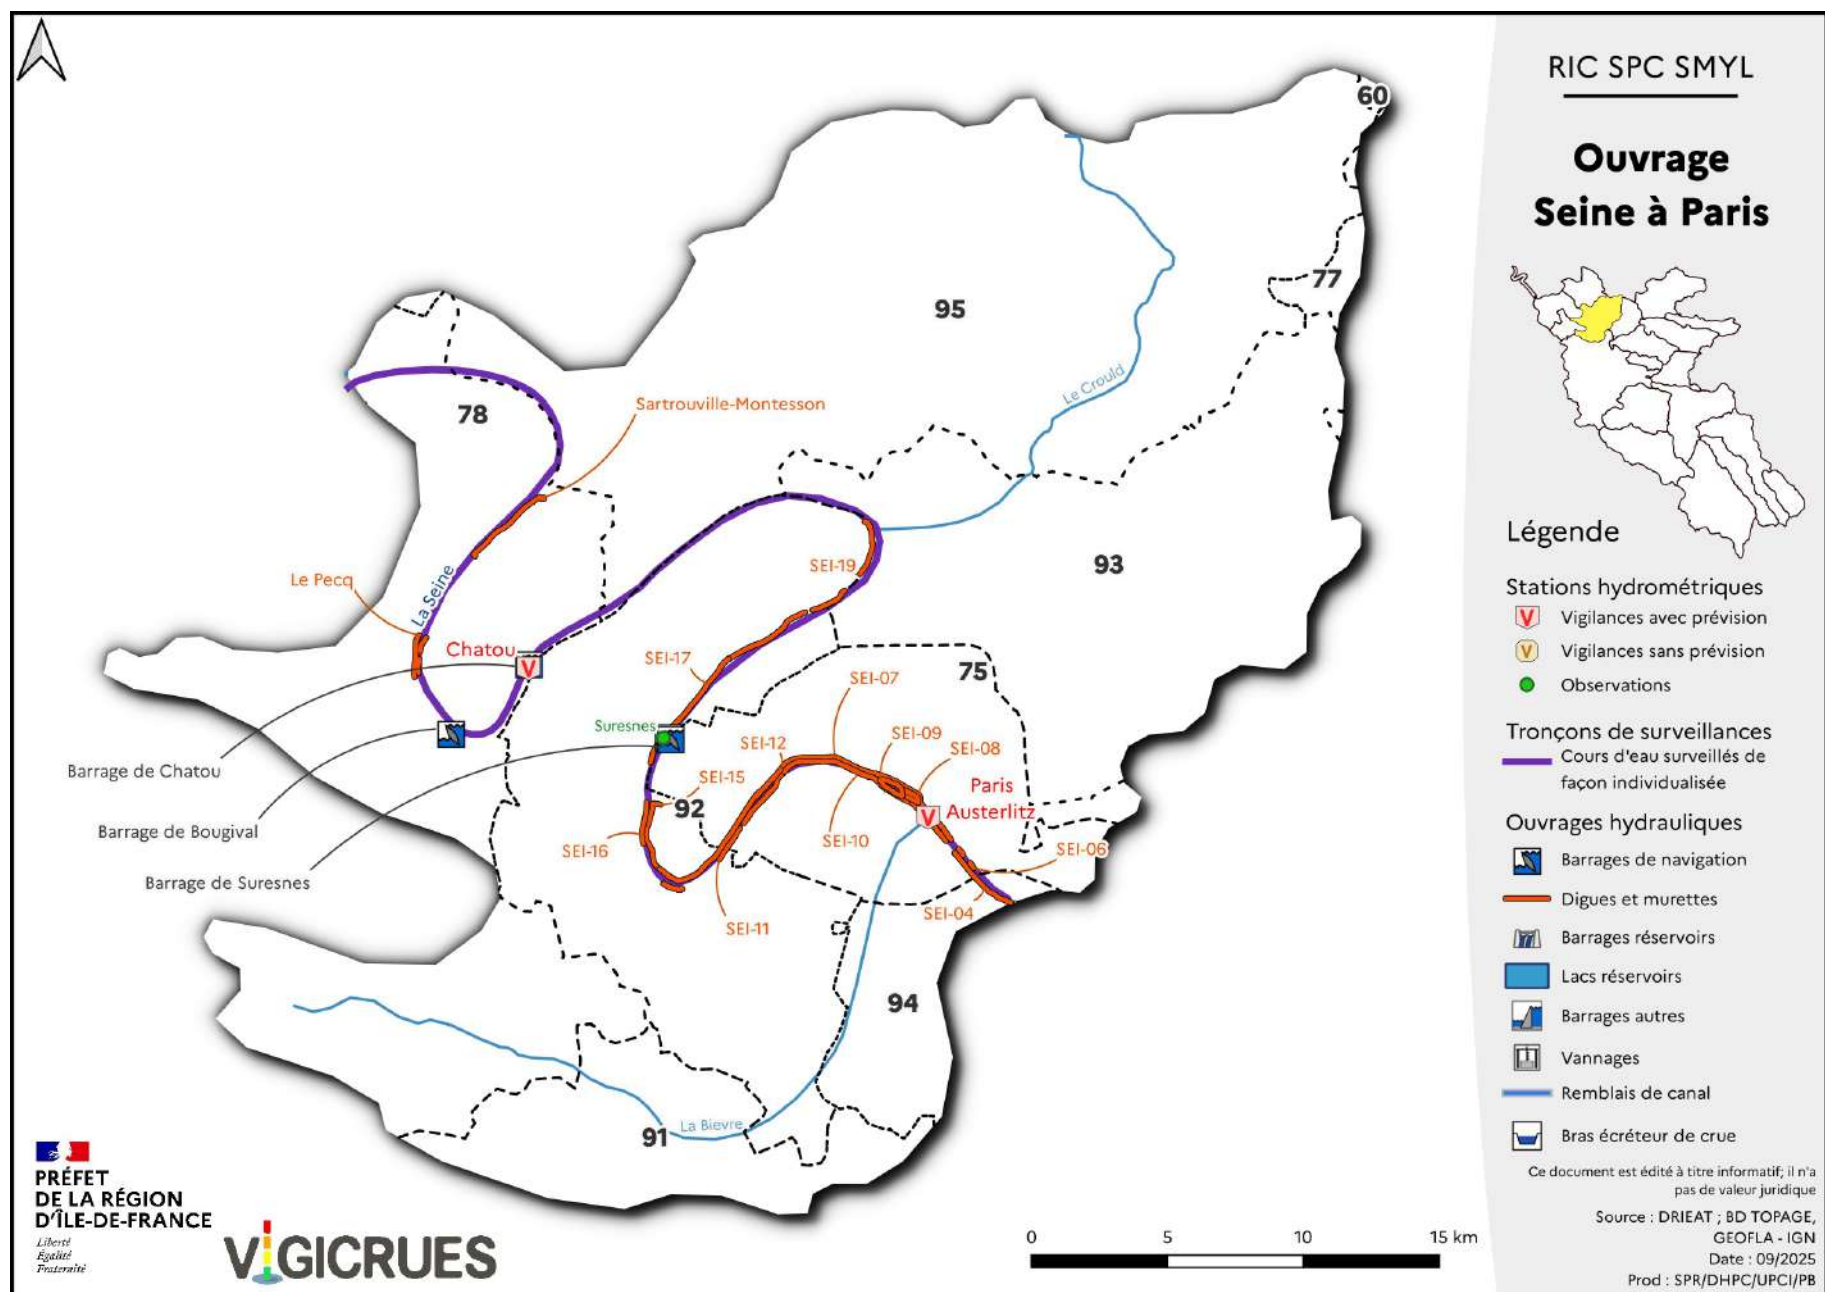 RIC SPC SMYL
Ouvrage
Seine à Paris
60
77
95
Le Crould
78
Sartrouville-Montesson
93
SEI-19
Le Pecq
La Seine
Chatou
V
SEI-17
75
SEI-07
Suresnes
SEI-12
SEI-09
SEI-08
Barrage de Chatou
SEI-15
Paris
Austerlitz
V
92
Barrage de Bougival
SEI-16
SEI-10
SEI-06
Barrage de Suresnes
SEI-11
SEI-04
94
La Bievre
91
Légende
Stations hydrométriques
V Vigilances avec prévision
V Vigilances sans prévision
Observations
Tronçons de surveillances
Cours d'eau surveillés de
façon individualisée
Ouvrages hydrauliques
Barrages de navigation
Digues et murettes
Barrages réservoirs
Lacs réservoirs
Barrages autres
Vannages
Remblais de canal
Bras écréteur de crue
Ce document est édité à titre informatif; il n'a
pas de valeur juridique
Source : DRIEAT ; BD TOPAGE,
GEOFLA - IGN
Date : 09/2025
Prod : SPR/DHPC/UPCI/PB
PRÉFET
DE LA RÉGION
D'ÎLE-DE-FRANCE
Liberté
Égalité
Fraternité
VIGICRUES
0 5 10 15 km